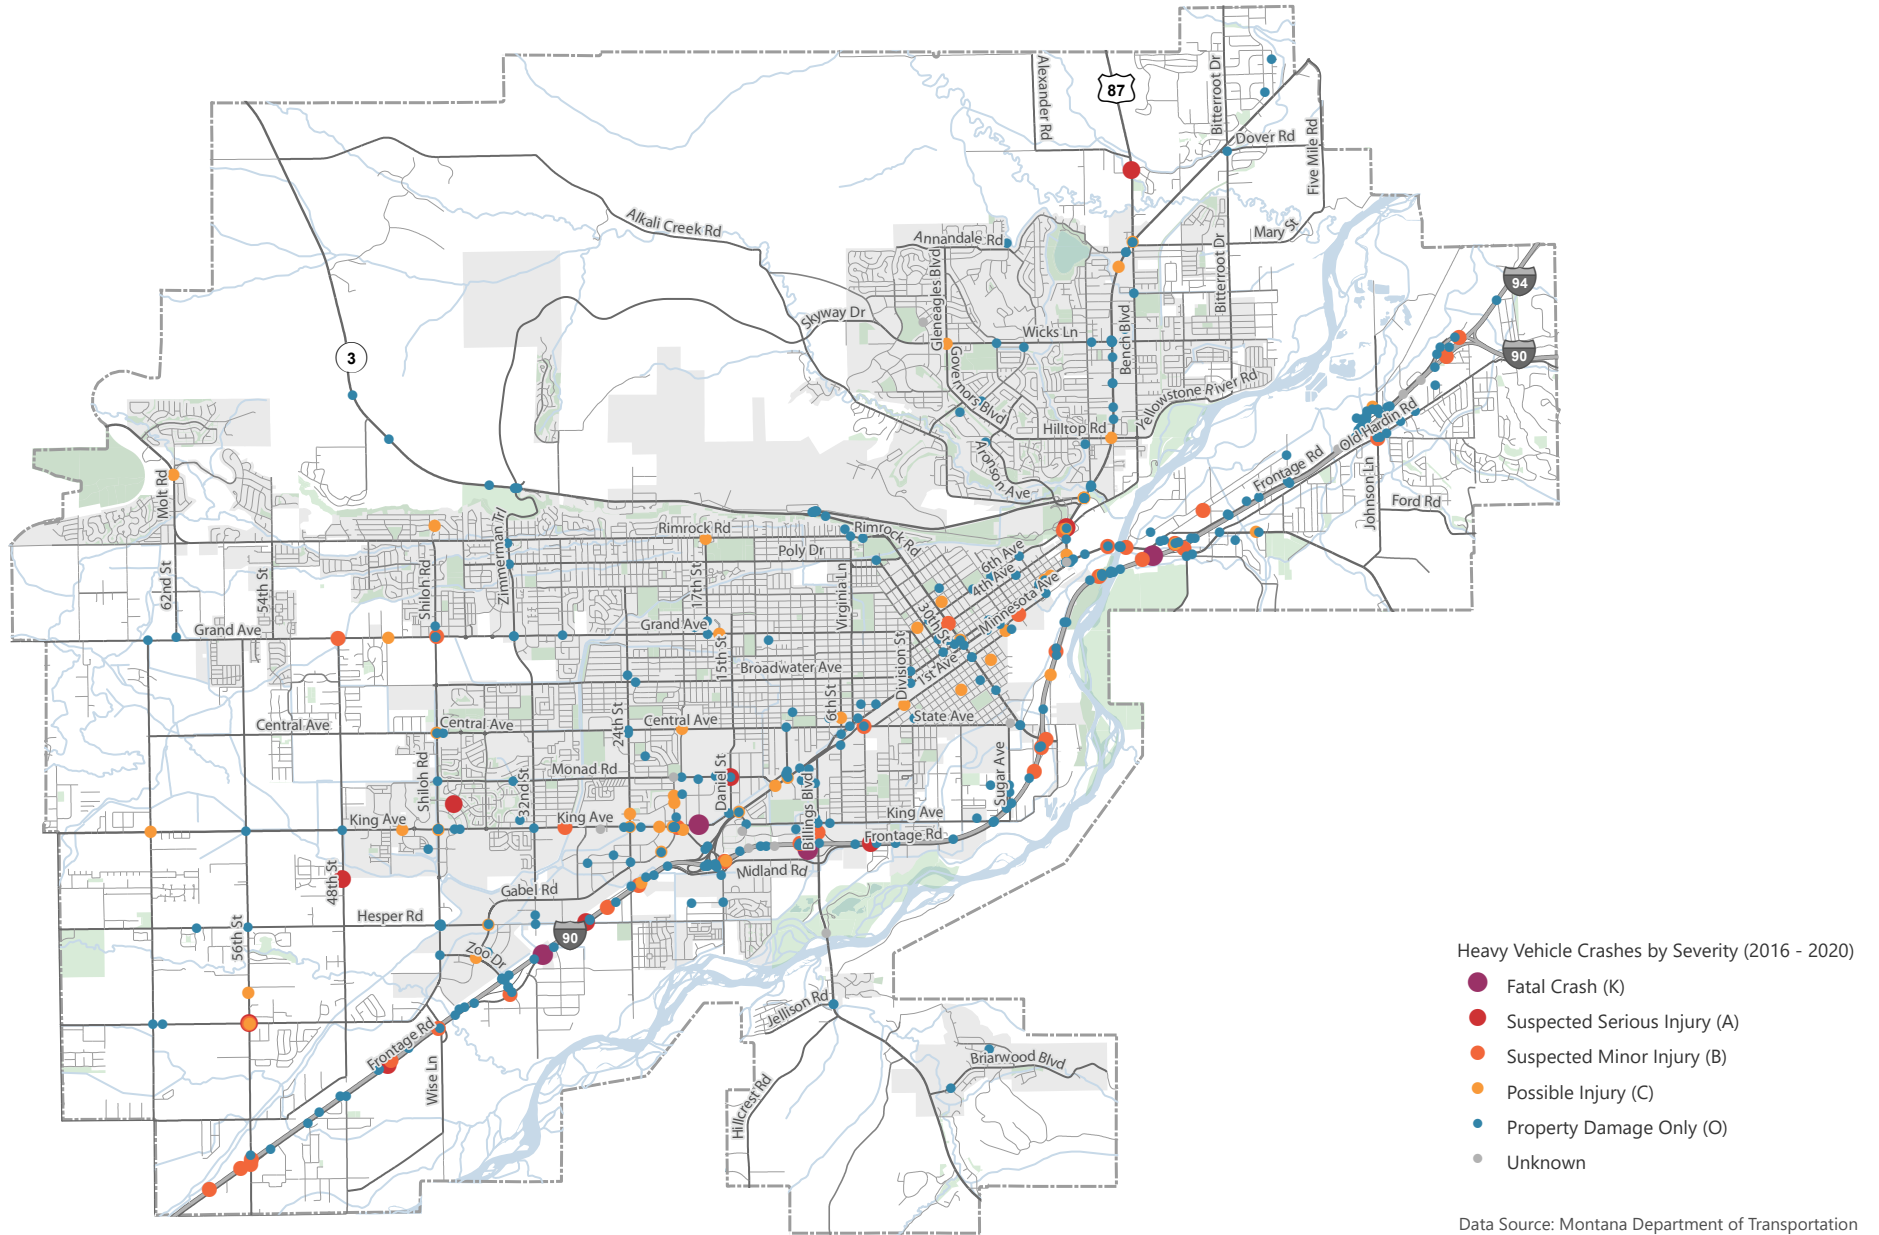 87
Alexander Rd
Bitterroot Dr
Dover Rd
Five Mile Rd
Mary St
Bitterroot Dr
Alkali Creek Rd
Annandale Rd
Gleneagles Blvd
Skyway Dr
Wicks Ln
Bench Blvd
Governors Blvd
Yellowstone River Rd
Hilltop Rd
Aronson Ave
94
90
3
Old Hardin Rd
Frontage Rd
Johnson Ln
Ford Rd
Molt Rd
Zimmerman Trl
Rimrock Rd
Rimrock Rd
Poly Dr
62nd St
54th St
Shiloh Rd
17th St
Virginia Ln
6th Ave
4th Ave
Minnesota Ave
30th St
1st Ave
Division St
Grand Ave
Grand Ave
15th St
Broadwater Ave
Central Ave
Central Ave
Central Ave
24th St
6th St
State Ave
Shiloh Rd
Monad Rd
32nd St
Daniel St
Billings Blvd
Sugar Ave
King Ave
King Ave
King Ave
Frontage Rd
Midland Rd
48th St
Gabel Rd
Hesper Rd
56th St
90
Zoo Dr
Frontage Rd
Wise Ln
Jellison Rd
Hillcrest Rd
Briarwood Blvd
Heavy Vehicle Crashes by Severity (2016 - 2020)
Fatal Crash (K)
Suspected Serious Injury (A)
Suspected Minor Injury (B)
Possible Injury (C)
Property Damage Only (O)
Unknown
Data Source: Montana Department of Transportation